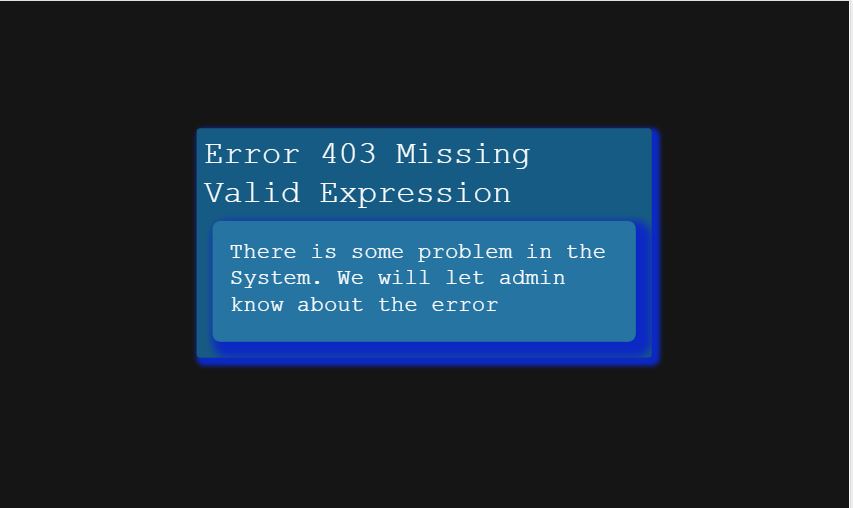 Error 403 Missing
Valid Expression
There is some problem in the
System. We will let admin
know about the error